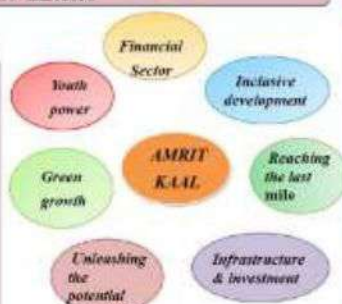 Financial
Sector
Youth
power
Inclusive
development
AMRIT
KAAL
Green
growth
Reaching
the last
mile
Unleashing
the
potential
Infrastructure
& investment